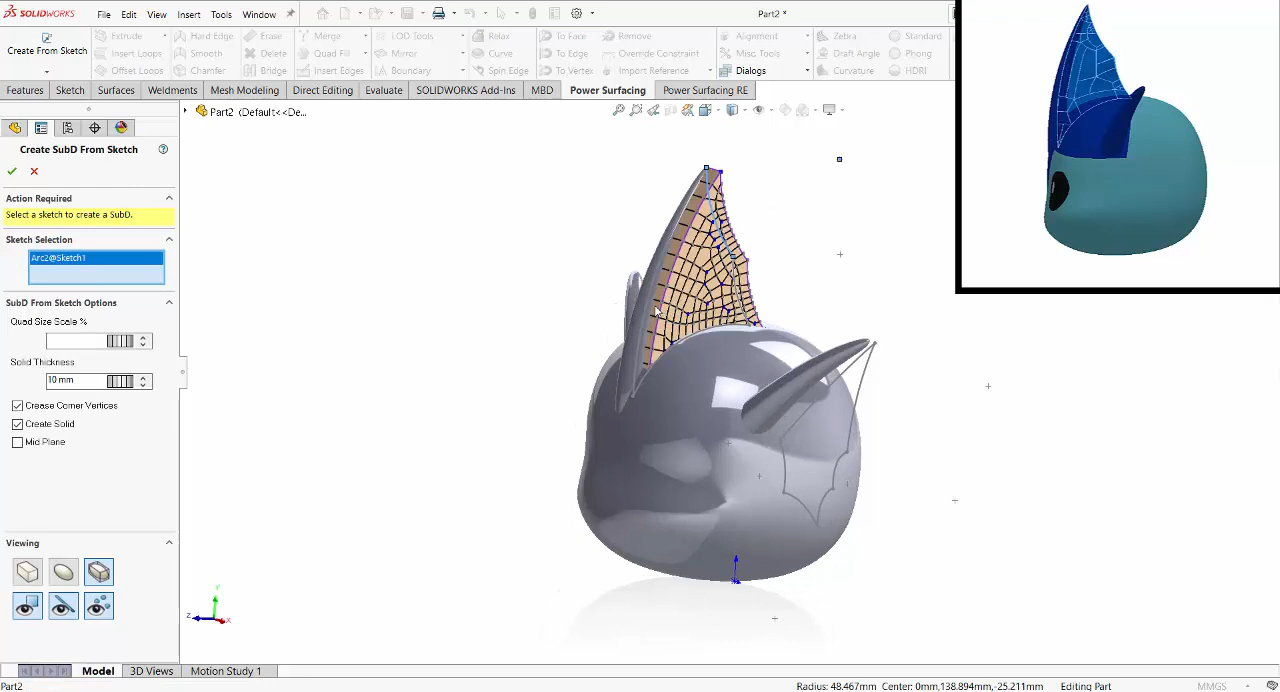 SOLIDWORKS File Edit View Insert Tools Window Part2 *
Create From Sketch
Extrude Hard Edge Erase Merge LOD Tools Relax To Face Remove Alignment Zebra Standard
Insert Loops Smooth Delete Quad Fill Mirror Curve To Edge Override Constraint Misc Tools Draft Angle Phong
Offset Loops Chamfer Bridge Insert Edges Boundary Spin Edge To Vertex Import Reference Dialogs Curvature HDRI
Features Sketch Surfaces Weldments Mesh Modeling Direct Editing Evaluate SOLIDWORKS Add-Ins MBD Power Surfacing Power Surfacing RE
Part2 (Default<<De...
Create SubD From Sketch
Action Required
Select a sketch to create a SubD.
Sketch Selection
Arc2@Sketch1
SubD From Sketch Options
Quad Size Scale %
Solid Thickness
10 mm
Crease Corner Vertices
Create Solid
Mid Plane
Viewing
Y
Z
X
Model 3D Views Motion Study 1
Part2 Radius: 48.467mm Center: 0mm,138.894mm,-25.211mm Editing Part MMGS